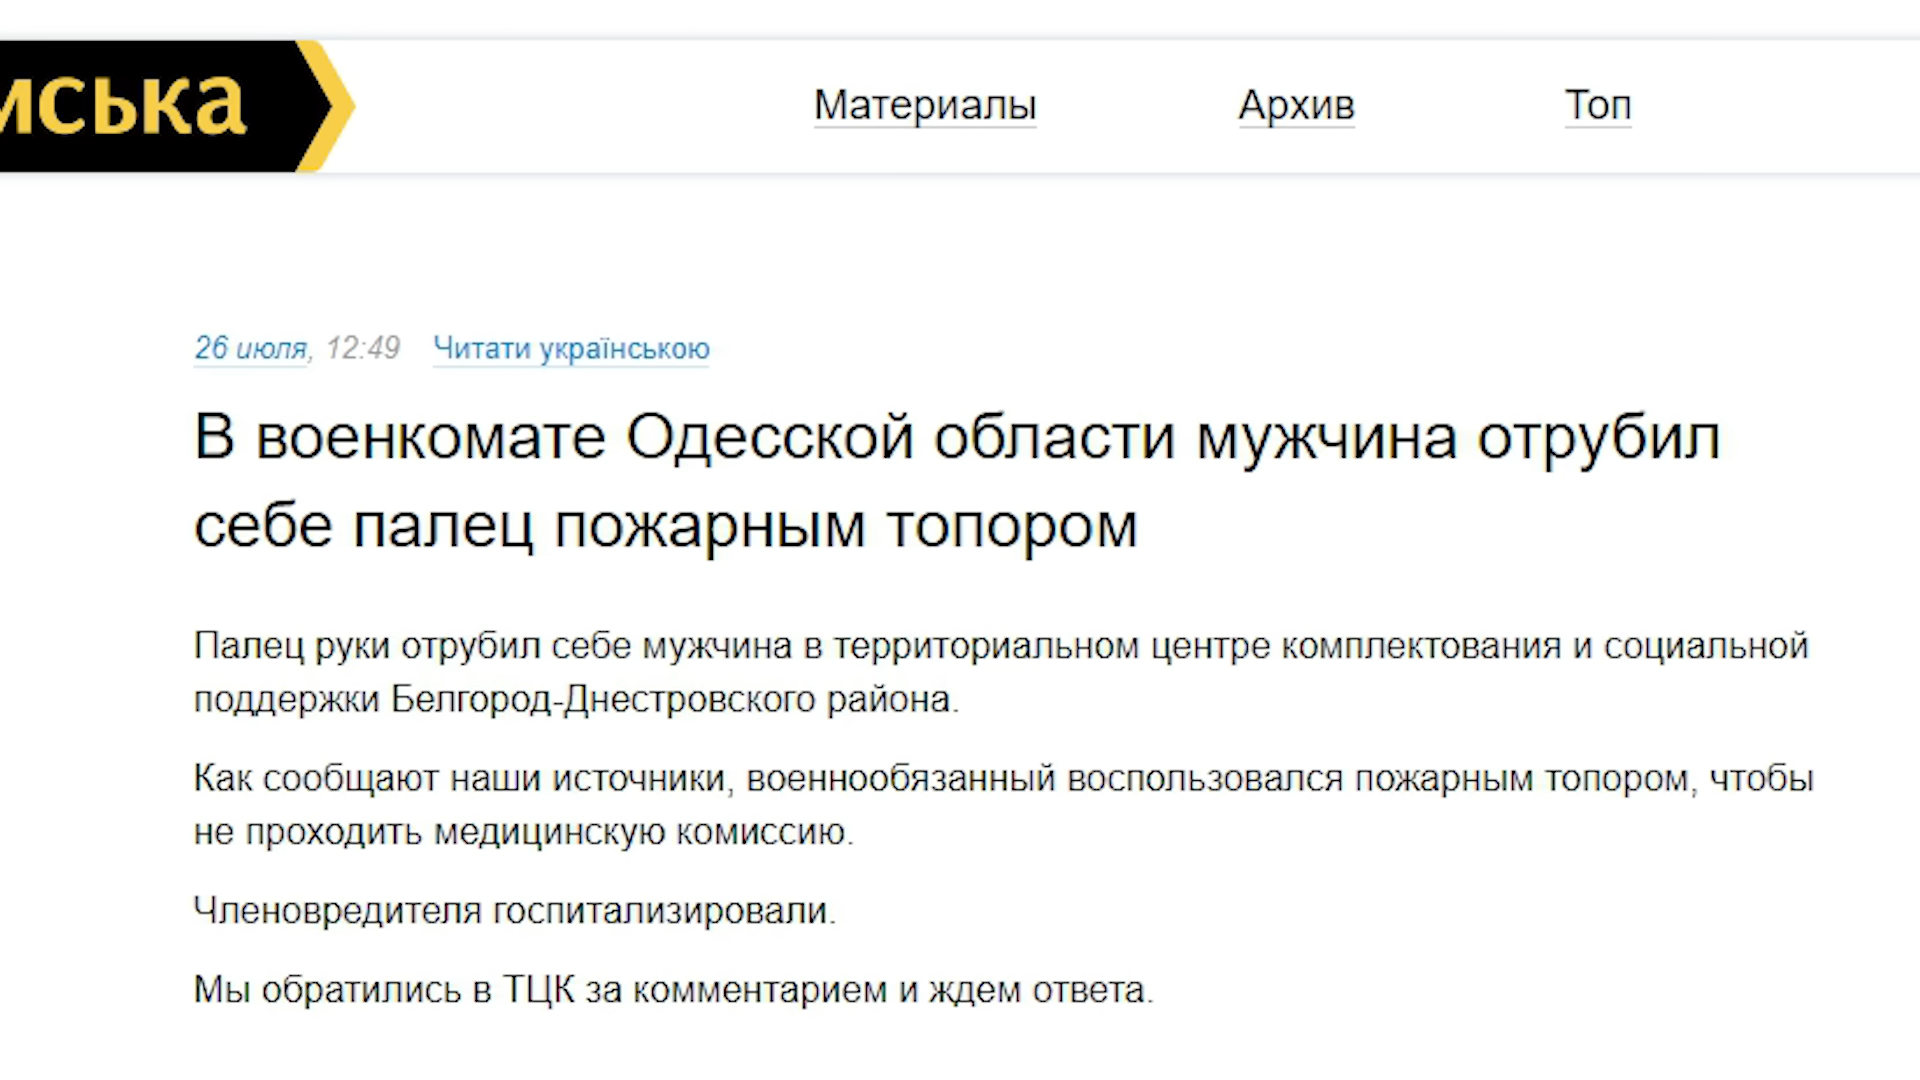 мська
Материалы Архив Топ
26 июля, 12:49 Читати українською
В военкомате Одесской области мужчина отрубил
себе палец пожарным топором
Палец руки отрубил себе мужчина в территориальном центре комплектования и социальной
поддержки Белгород-Днестровского района.
Как сообщают наши источники, военнообязанный воспользовался пожарным топором, чтобы
не проходить медицинскую комиссию.
Членовредителя госпитализировали.
Мы обратились в ТЦК за комментарием и ждем ответа.